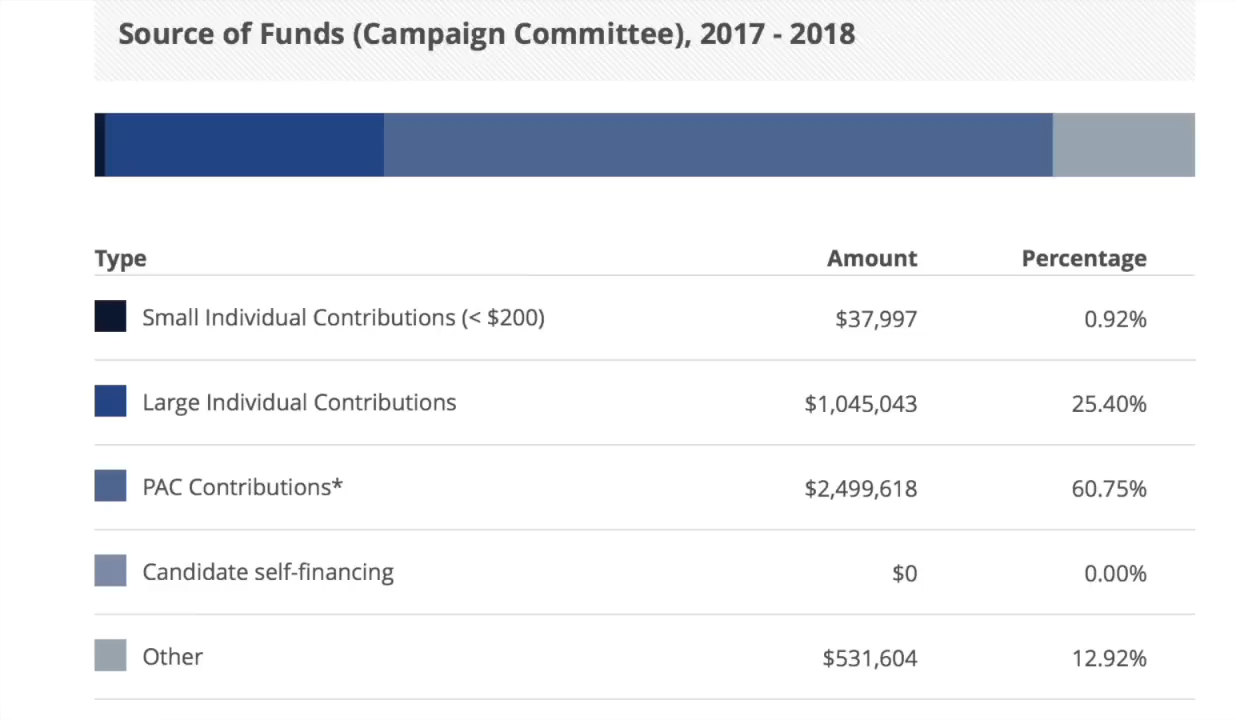 Source of Funds (Campaign Committee), 2017 - 2018
Type Amount Percentage
Small Individual Contributions (< $200) $37,997 0.92%
Large Individual Contributions $1,045,043 25.40%
PAC Contributions* $2,499,618 60.75%
Candidate self-financing $0 0.00%
Other $531,604 12.92%